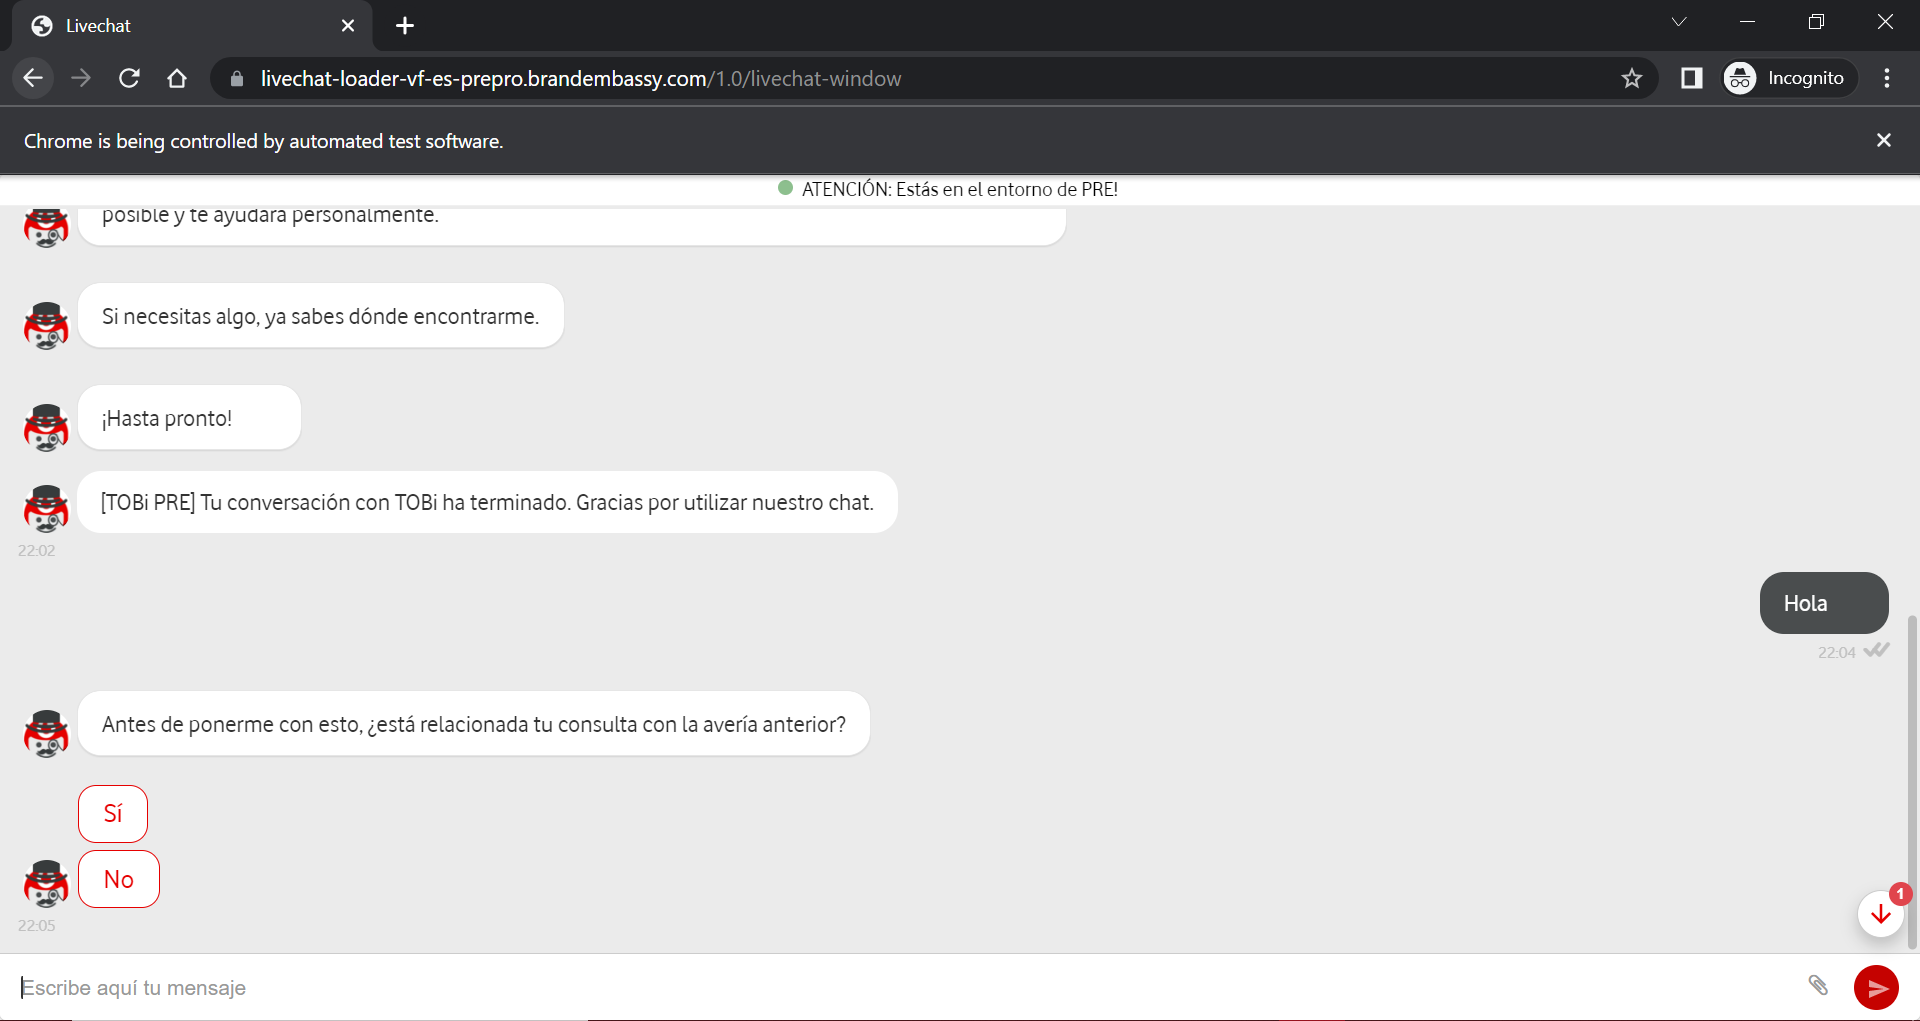 Livechat
livechat-loader-vf-es-prepro.brandembassy.com/1.0/livechat-window
Incognito
Chrome is being controlled by automated test software.
ATENCIÓN: Estás en el entorno de PRE!
posible y te ayudará personalmente.
Si necesitas algo, ya sabes dónde encontrarme.
¡Hasta pronto!
[TOBi PRE] Tu conversación con TOBi ha terminado. Gracias por utilizar nuestro chat.
22:02
Hola
22:04
Antes de ponerme con esto, ¿está relacionada tu consulta con la avería anterior?
Sí
No
22:05
1
Escribe aquí tu mensaje